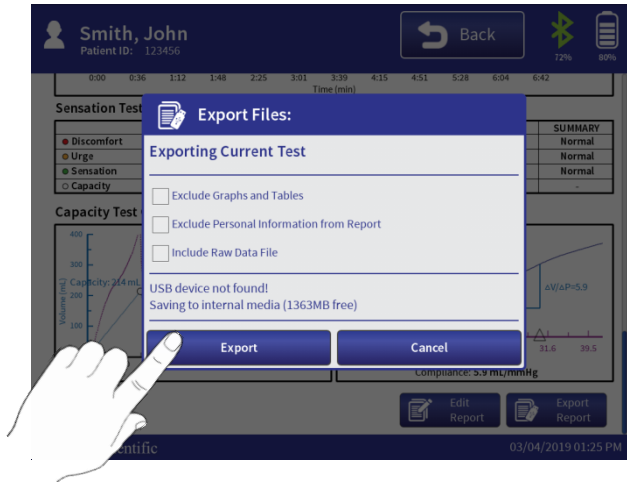 Smith, John
Patient ID: 123456
Back
72%
80%
0:00 0:36 1:12 1:48 2:25 3:01 3:39 4:15 4:51 5:28 6:04 6:42
Time (min)
Sensation Test
SUMMARY
Discomfort Normal
Urge Normal
Sensation Normal
Capacity -
Export Files:
Exporting Current Test
Exclude Graphs and Tables
Exclude Personal Information from Report
Include Raw Data File
USB device not found!
Saving to internal media (1363MB free)
Export
Cancel
Capacity Test
Volume (mL)
400
300
200
100
Capacity: 214 mL
ΔV/ΔP=5.9
31.6 39.5
Compliance: 5.9 mL/mmHg
Edit Report
Export Report
03/04/2019 01:25 PM